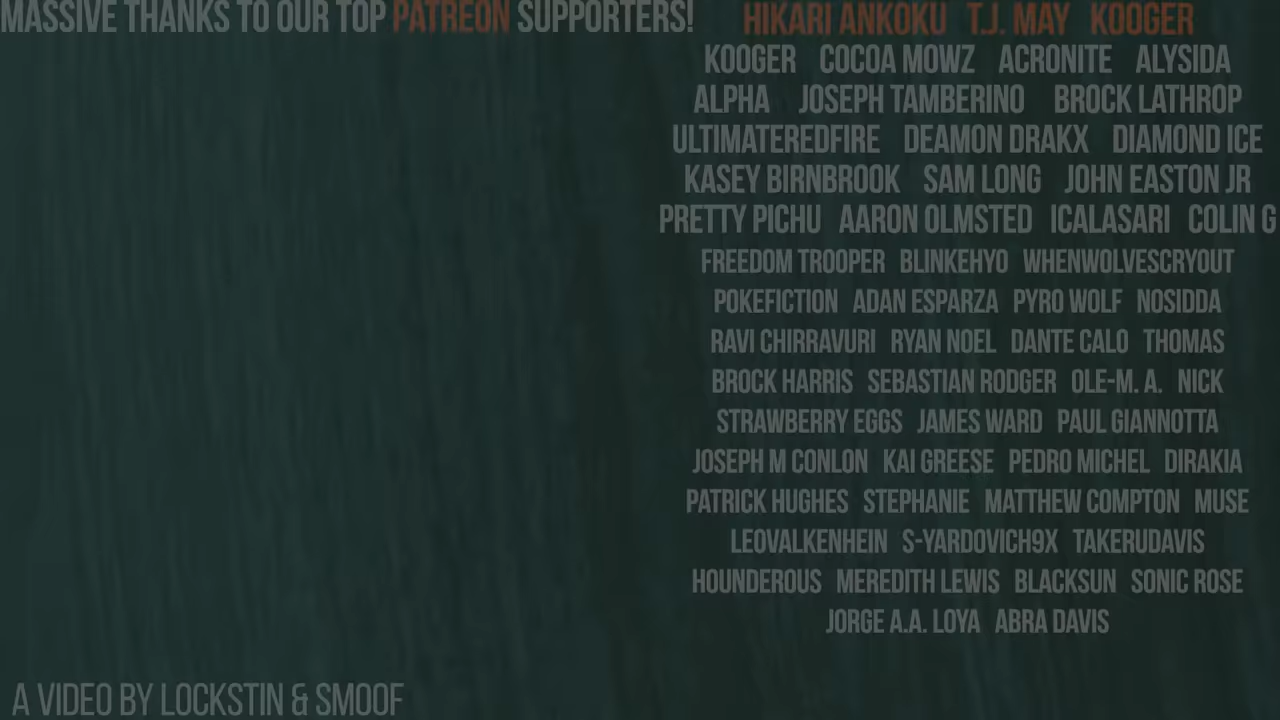 MASSIVE THANKS TO OUR TOP PATREON SUPPORTERS!
HIKARI ANKOKU T.J. MAY KOOGER
KOOGER COCOA MOWZ ACRONITE ALYSIDA
ALPHA JOSEPH TAMBERINO BROCK LATHROP
ULTIMATEREDFIRE DEAMON DRAKX DIAMOND ICE
KASEY BIRNBROOK SAM LONG JOHN EASTON JR
PRETTY PICHU AARON OLMSTED ICALASARI COLIN G
FREEDOM TROOPER BLINKEHYO WHENWOLVESCRYOUT
POKEFICTION ADAN ESPARZA PYRO WOLF NOSIDDA
RAVI CHIRRAVURI RYAN NOEL DANTE CALO THOMAS
BROCK HARRIS SEBASTIAN RODGER OLE-M. A. NICK
STRAWBERRY EGGS JAMES WARD PAUL GIANNOTTA
JOSEPH M CONLON KAI GREESE PEDRO MICHEL DIRAKIA
PATRICK HUGHES STEPHANIE MATTHEW COMPTON MUSE
LEOVALKENHEIN S-YARDOVICH9X TAKERUDAVIS
HOUNDEROUS MEREDITH LEWIS BLACKSUN SONIC ROSE
JORGE A.A. LOYA ABRA DAVIS
A VIDEO BY LOCKSTIN & SMOOF